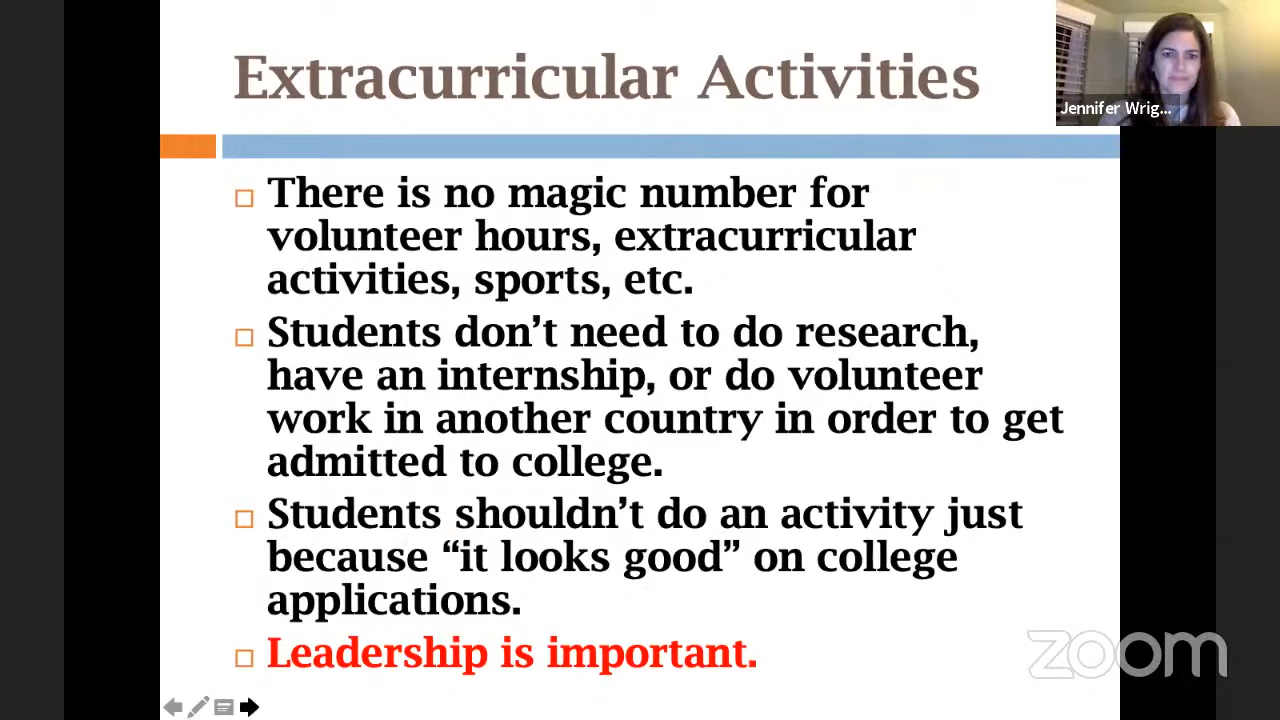 Extracurricular Activities
Jennifer Wrig...
There is no magic number for
volunteer hours, extracurricular
activities, sports, etc.
Students don’t need to do research,
have an internship, or do volunteer
work in another country in order to get
admitted to college.
Students shouldn’t do an activity just
because “it looks good” on college
applications.
Leadership is important.
zoom